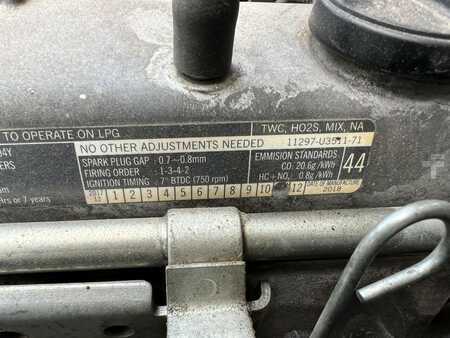 TO OPERATE ON LPG
TWC, HO2S, MIX, NA
NO OTHER ADJUSTMENTS NEEDED
11297-U3511-71
SPARK PLUG GAP : 0.7~0.8mm
FIRING ORDER : 1-3-4-2
IGNITION TIMING : 7° BTDC (750 rpm)
EMMISION STANDARDS
CO. 20.6g/kWh
HC+NOx 0.8g/kWh
44
1 2 3 4 5 6 7 8 9 10 12
DATE OF MANUFACTURE
2018
ours or 7 years